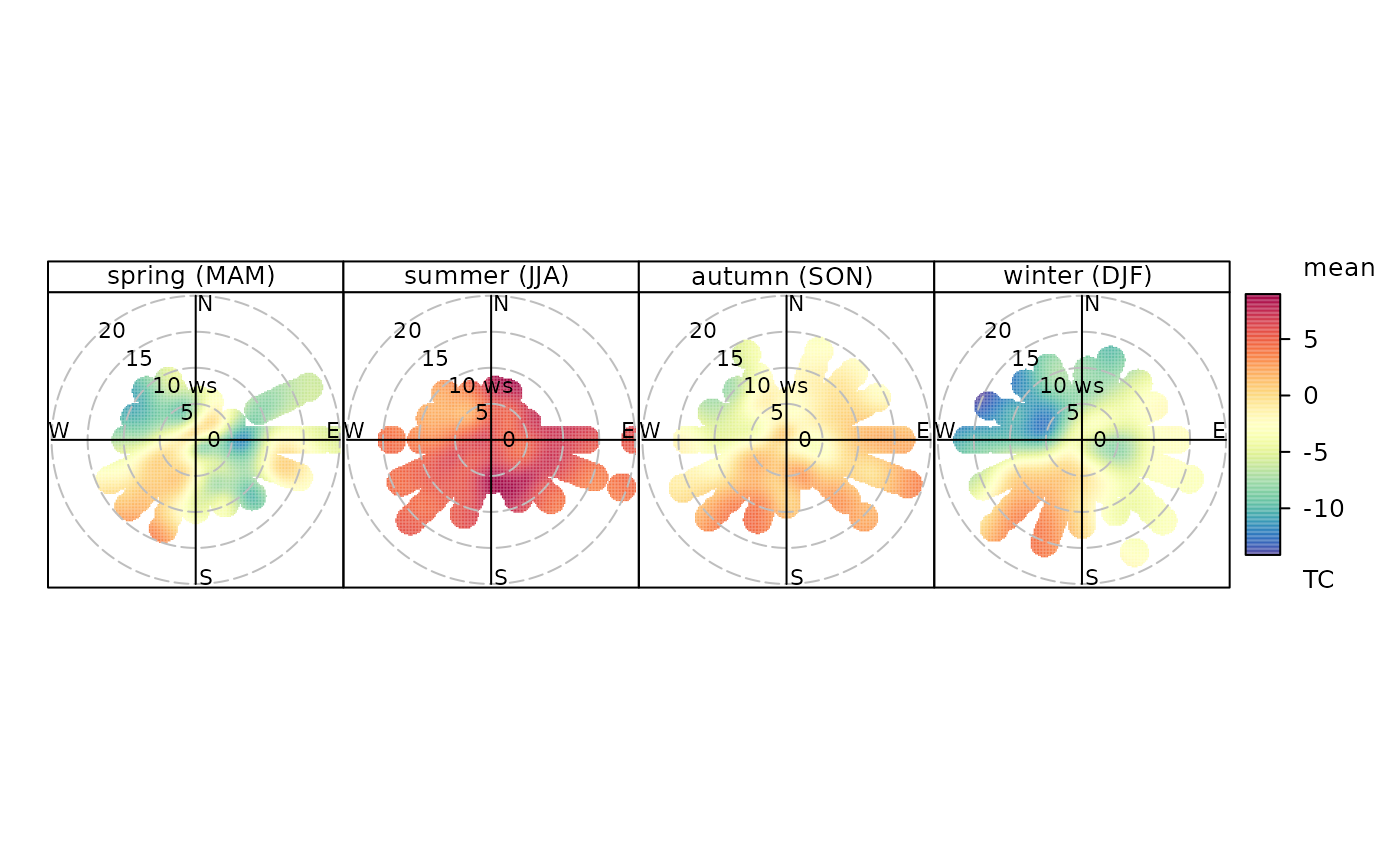 spring (MAM) summer (JJA) autumn (SON) winter (DJF) mean
N N N N
20 20 20 20
15 15 15 15
10 ws 10 ws 10 ws 10 ws
5 5 5 5
W 0 E W 0 E W 0 E W 0 E
S S S S
5
0
-5
-10
TC